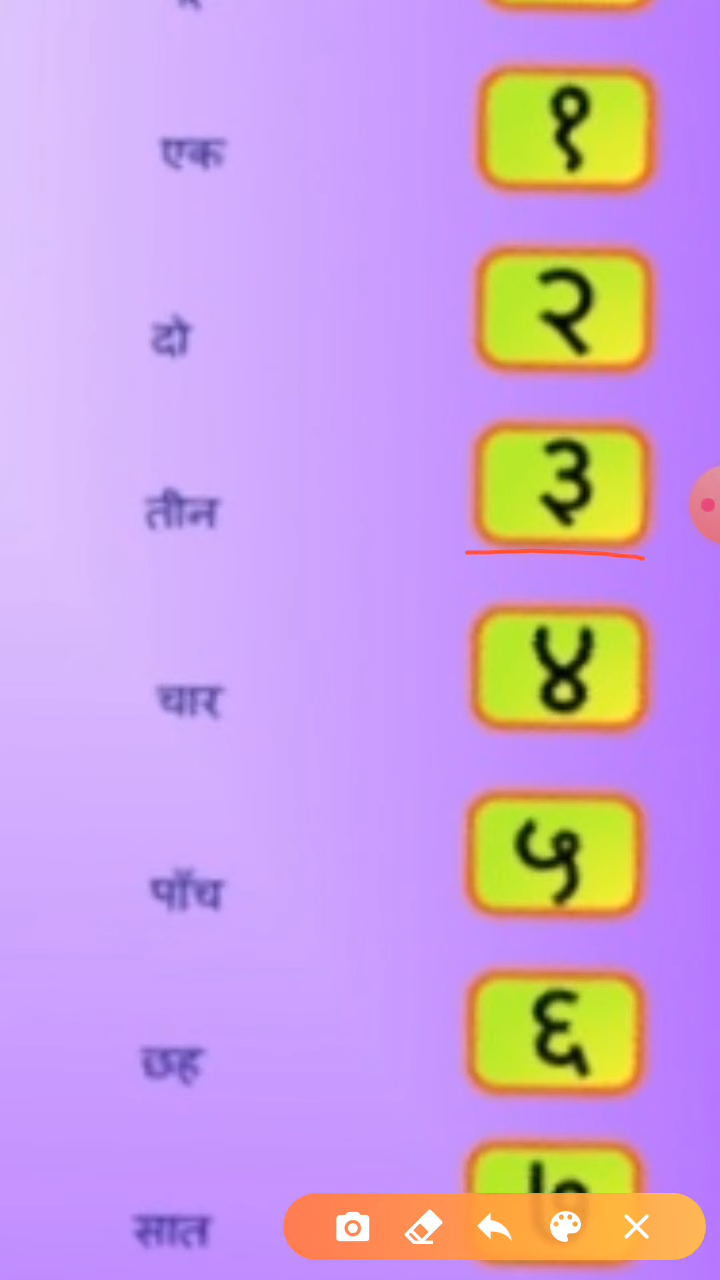 एक १
दो २
तीन ३
चार ४
पाॅच ५
छह ६
सात